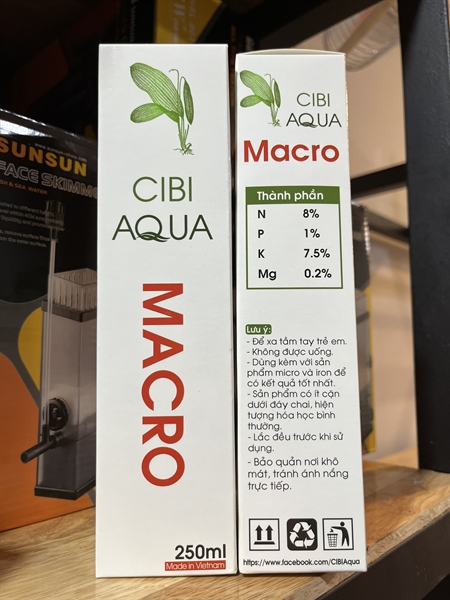 CIBI
AQUA
MACRO
250ml
Made in Vietnam
CIBI
AQUA
Macro
Thành phần
N 8%
P 1%
K 7.5%
Mg 0.2%
Lưu ý:
- Để xa tầm tay trẻ em.
- Không được uống.
- Dùng kèm với sản
phẩm micro và iron để
có kết quả tốt nhất.
- Sản phẩm có ít cặn
dưới đáy chai, hiện
tượng hóa học bình
thường.
- Lắc đều trước khi sử
dụng.
- Bảo quản nơi khô
mát, tránh ánh nắng
trực tiếp.
https://www.facebook.com/CIBIAqua
SUNSUN
FACE SKIMM
SH & SEA WATER